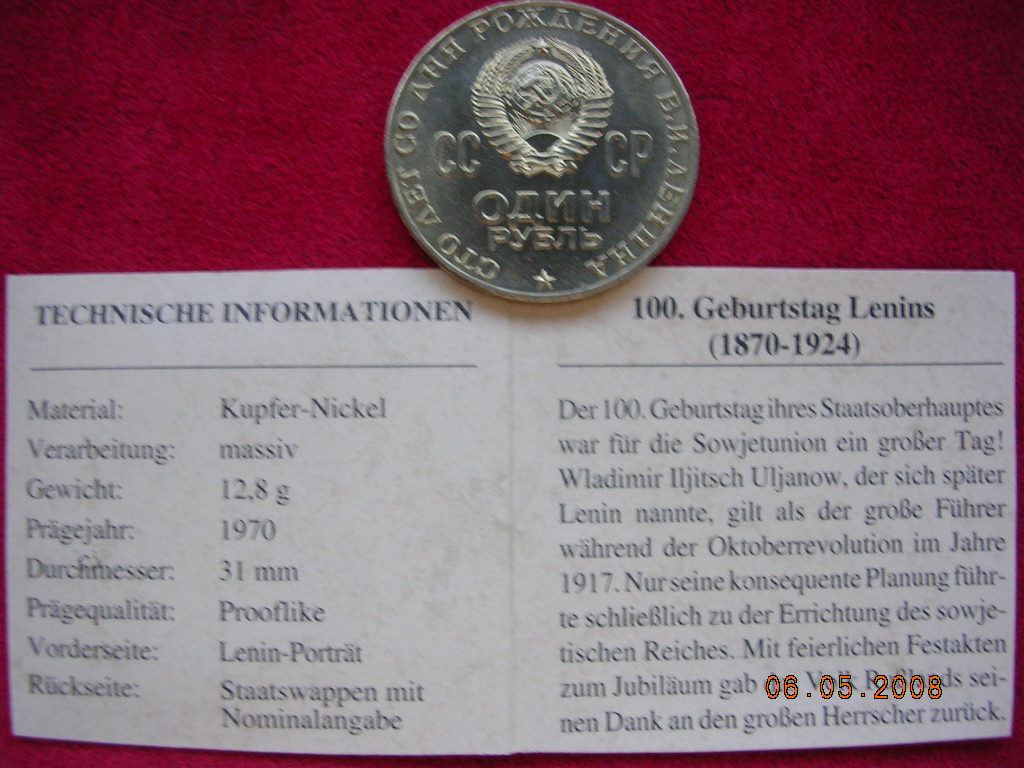 СТО ЛЕТ СО ДНЯ РОЖДЕНИЯ В.И.ЛЕНИНА
СС СР
ОДИН
РУБЛЬ
TECHNISCHE INFORMATIONEN
Material: Kupfer-Nickel
Verarbeitung: massiv
Gewicht: 12,8 g
Prägejahr: 1970
Durchmesser: 31 mm
Prägequalität: Prooflike
Vorderseite: Lenin-Porträt
Rückseite: Staatswappen mit
Nominalangabe
100. Geburtstag Lenins
(1870-1924)
Der 100. Geburtstag ihres Staatsoberhauptes
war für die Sowjetunion ein großer Tag!
Wladimir Iljitsch Uljanow, der sich später
Lenin nannte, gilt als der große Führer
während der Oktoberrevolution im Jahre
1917. Nur seine konsequente Planung führ-
te schließlich zu der Errichtung des sowje-
tischen Reiches. Mit feierlichen Festakten
zum Jubiläum gab Volk Rußlands sei-
nen Dank an den großen Herrscher zurück.
06.05.2008